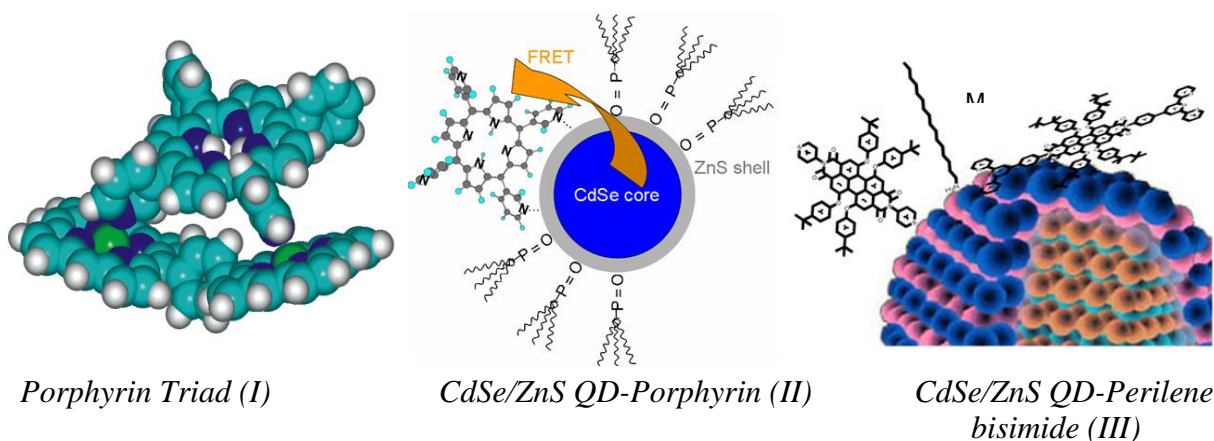 FRET
O=P
O=P
O=P
ZnS shell
CdSe core
P=O
P=O
P=O
M
Porphyrin Triad (I)
CdSe/ZnS QD-Porphyrin (II)
CdSe/ZnS QD-Perilene
bisimide (III)